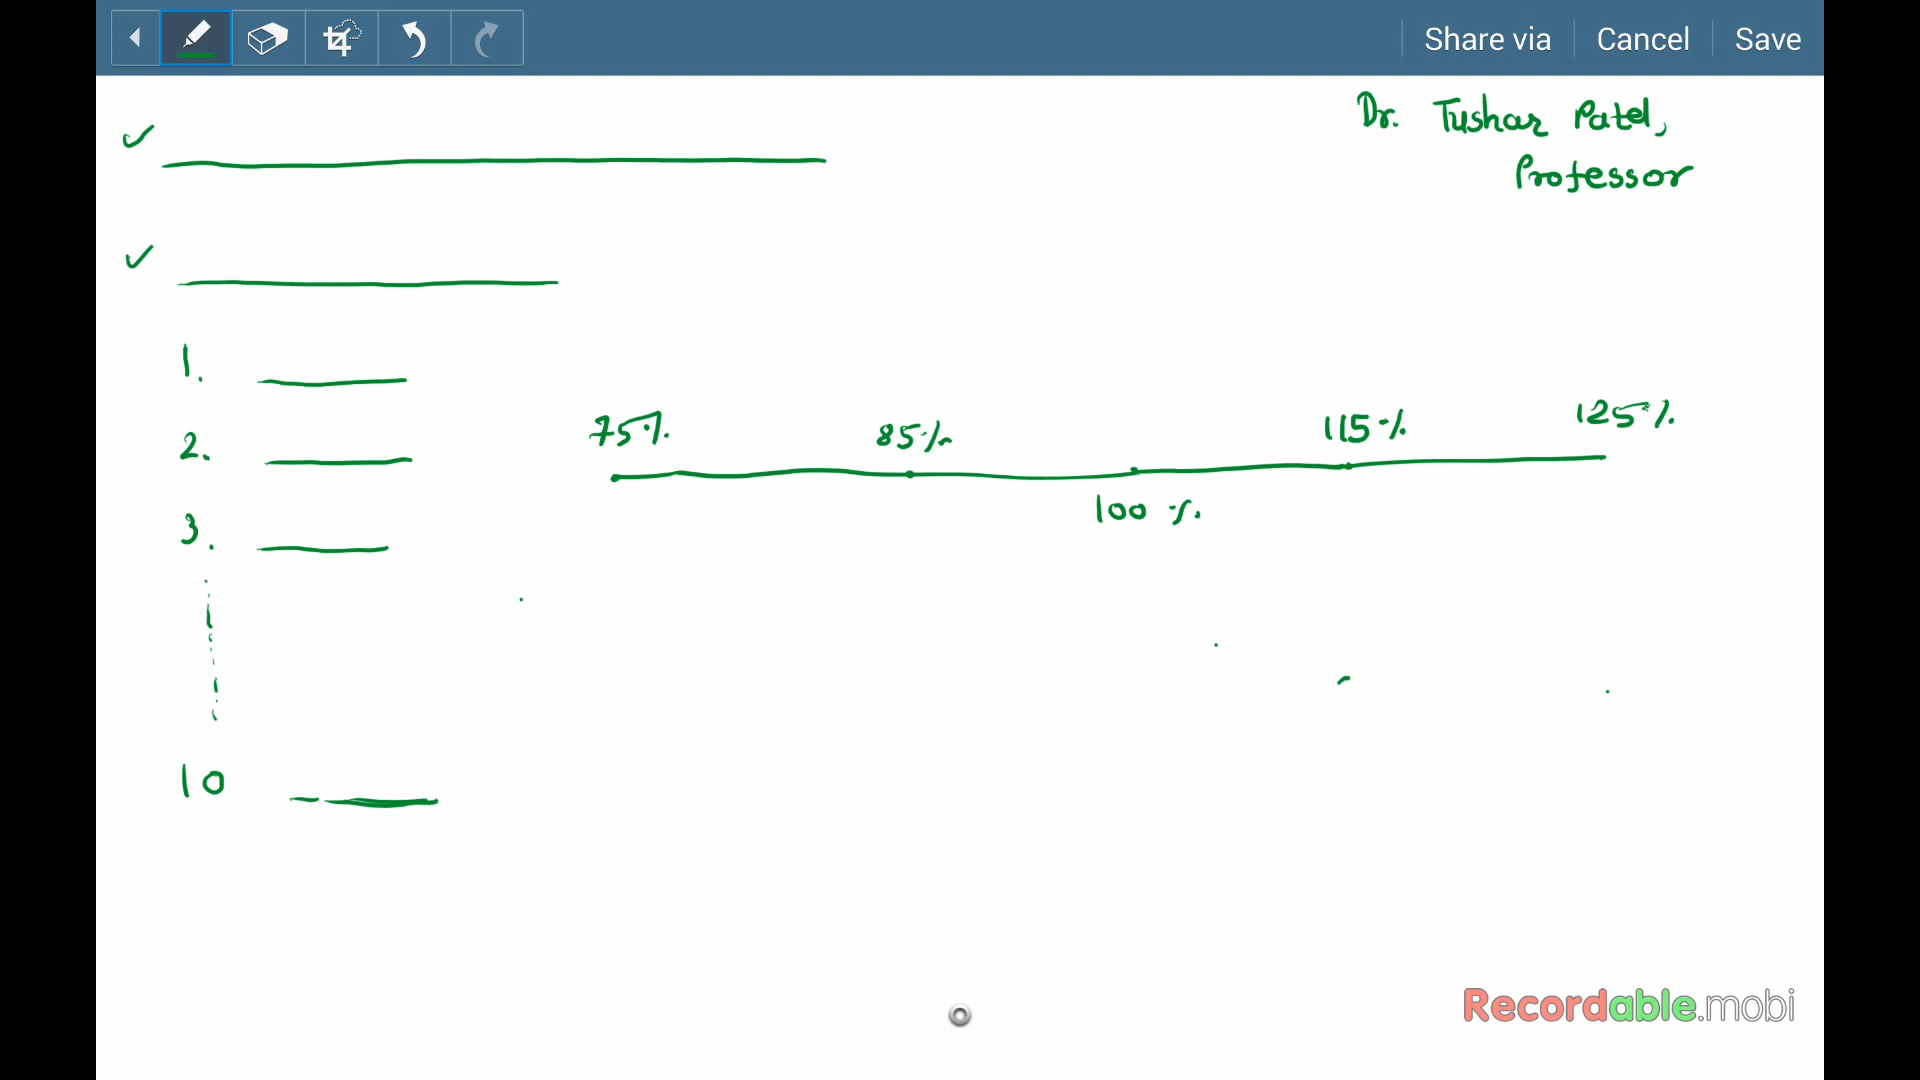 Share via Cancel Save
Dr. Tushar Patel,
Professor
1.
2.
3.
10
75% 85% 115% 125%
100 %
Recordable.mobi